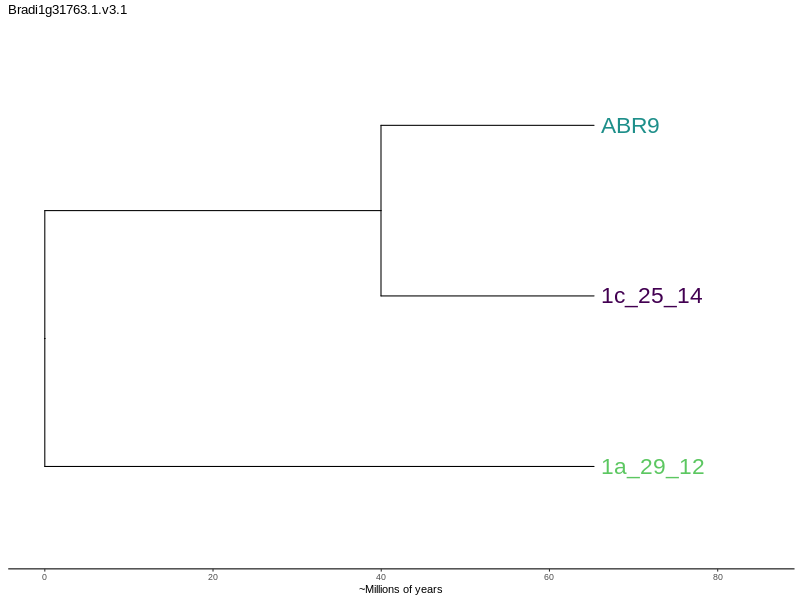 Bradi1g31763.1.v3.1
ABR9
1c_25_14
1a_29_12
0 20 40 60 80
~Millions of years